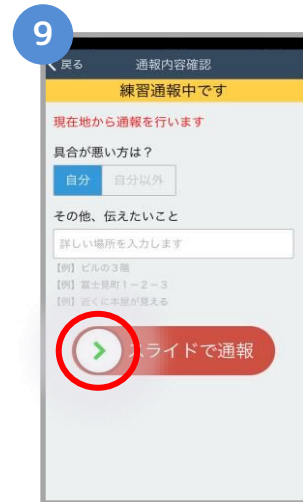 9
戻る 通報内容確認
練習通報中です
現在地から通報を行います
具合が悪い方は？
自分 自分以外
その他、伝えたいこと
詳しい場所を入力します
【例】ビルの３階
【例】富士見町１－２－３
【例】近くに本屋が見える
スライドで通報